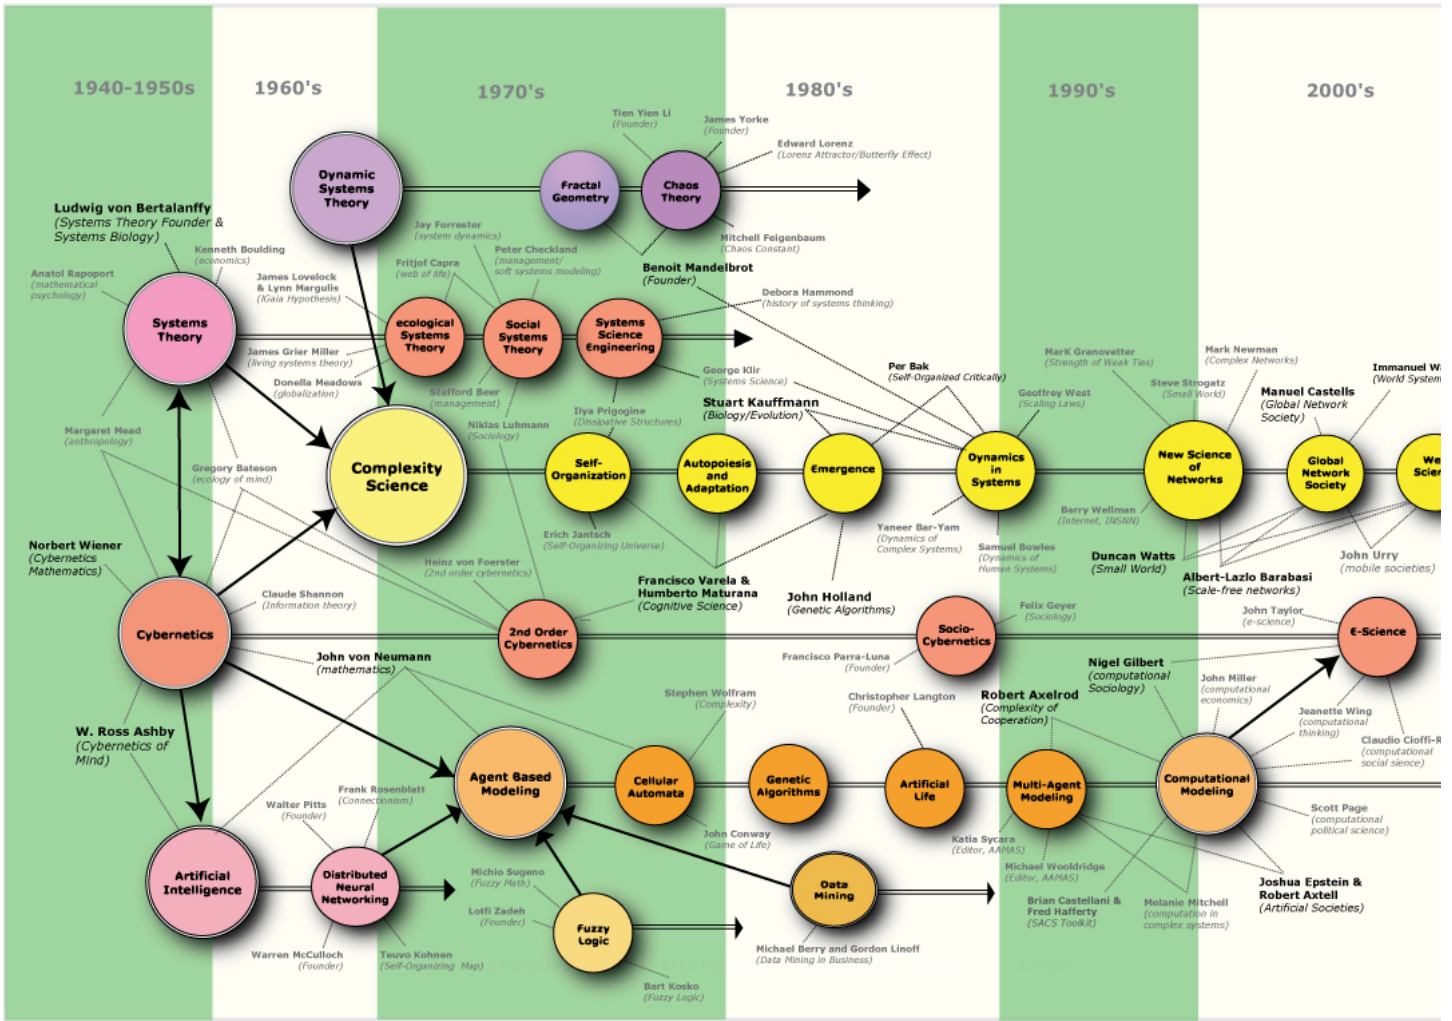 1940-1950s
1960's
1970's
1980's
1990's
2000's
Tien Yien Li
(Founder)
James Yorke
(Founder)
Edward Lorenz
(Lorenz Attractor/Butterfly Effect)
Dynamic
Systems
Theory
Fractal
Geometry
Chaos
Theory
Mitchell Feigenbaum
(Chaos Constant)
Benoit Mandelbrot
(Founder)
Ludwig von Bertalanffy
(Systems Theory Founder &
Systems Biology)
Kenneth Boulding
(economics)
Anatol Rapoport
(mathematical
psychology)
James Lovelock
& Lynn Margulis
(IGaia Hypothesis)
Jay Forrester
(system dynamics)
Fritjof Capra
(web of life)
Peter Checkland
(management/
soft systems modeling)
Debora Hammond
(history of systems thinking)
Systems
Theory
ecological
Systems
Theory
Social
Systems
Theory
Systems
Science
Engineering
James Grier Miller
(living systems theory)
Donella Meadows
(globalization)
Stafford Beer
(management)
Niklas Luhmann
(Sociology)
Ilya Prigogine
(Dissipative Structures)
George Klir
(Systems Science)
Stuart Kauffmann
(Biology/Evolution)
Per Bak
(Self-Organized Critically)
Geoffrey West
(Scaling Laws)
MarK Granovetter
(Strength of Weak Ties)
Steve Strogatz
(Small World)
Mark Newman
(Complex Networks)
Manuel Castells
(Global Network
Society)
Immanuel W
(World System
Margaret Mead
(anthropology)
Gregory Bateson
(ecology of mind)
Complexity
Science
Self-
Organization
Autopoiesis
and
Adaptation
Emergence
Dynamics
in
Systems
New Science
of
Networks
Global
Network
Society
We
Scien
Erich Jantsch
(Self-Organizing Universe)
Heinz von Foerster
(2nd order cybernetics)
Francisco Varela &
Humberto Maturana
(Cognitive Science)
John Holland
(Genetic Algorithms)
Yaneer Bar-Yam
(Dynamics of
Complex Systems)
Samuel Bowles
(Dynamics of
Human Systems)
Barry Wellman
(Internet, INSNN)
Duncan Watts
(Small World)
Albert-Lazlo Barabasi
(Scale-free networks)
John Urry
(mobile societies)
Norbert Wiener
(Cybernetics
Mathematics)
Claude Shannon
(Information theory)
Cybernetics
2nd Order
Cybernetics
Socio-
Cybernetics
Felix Geyer
(Sociology)
Francisco Parra-Luna
(Founder)
John Taylor
(e-science)
E-Science
John von Neumann
(mathematics)
W. Ross Ashby
(Cybernetics of
Mind)
Stephen Wolfram
(Complexity)
Christopher Langton
(Founder)
Robert Axelrod
(Complexity of
Cooperation)
Nigel Gilbert
(computational
Sociology)
John Miller
(computational
economics)
Jeanette Wing
(computational
thinking)
Claudio Cioffi-R
(computational
social sience)
Agent Based
Modeling
Cellular
Automata
Genetic
Algorithms
Artificial
Life
Multi-Agent
Modeling
Computational
Modeling
Scott Page
(computational
political science)
John Conway
(Game of Life)
Katia Sycara
(Editor, AAMAS)
Michael Wooldridge
(Editor, AAMAS)
Brian Castellani &
Fred Hafferty
(SACS Toolkit)
Melanie Mitchell
(computation in
complex systems)
Joshua Epstein &
Robert Axtell
(Artificial Societies)
Walter Pitts
(Founder)
Frank Rosenblatt
(Connectionism)
Artificial
Intelligence
Distributed
Neural
Networking
Warren McCulloch
(Founder)
Teuvo Kohnen
(Self-Organizing Map)
Michio Sugeno
(Fuzzy Math)
Lotfi Zadeh
(Founder)
Fuzzy
Logic
Bart Kosko
(Fuzzy Logic)
Data
Mining
Michael Berry and Gordon Linoff
(Data Mining in Business)